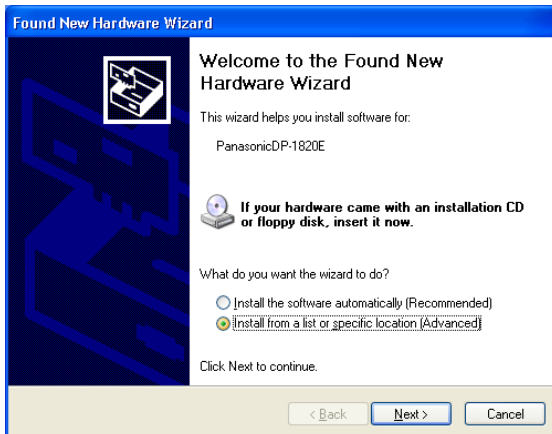 Found New Hardware Wizard
Welcome to the Found New
Hardware Wizard
This wizard helps you install software for:
PanasonicDP-1820E
If your hardware came with an installation CD
or floppy disk, insert it now.
What do you want the wizard to do?
Install the software automatically (Recommended)
Install from a list or specific location (Advanced)
Click Next to continue.
< Back
Next >
Cancel